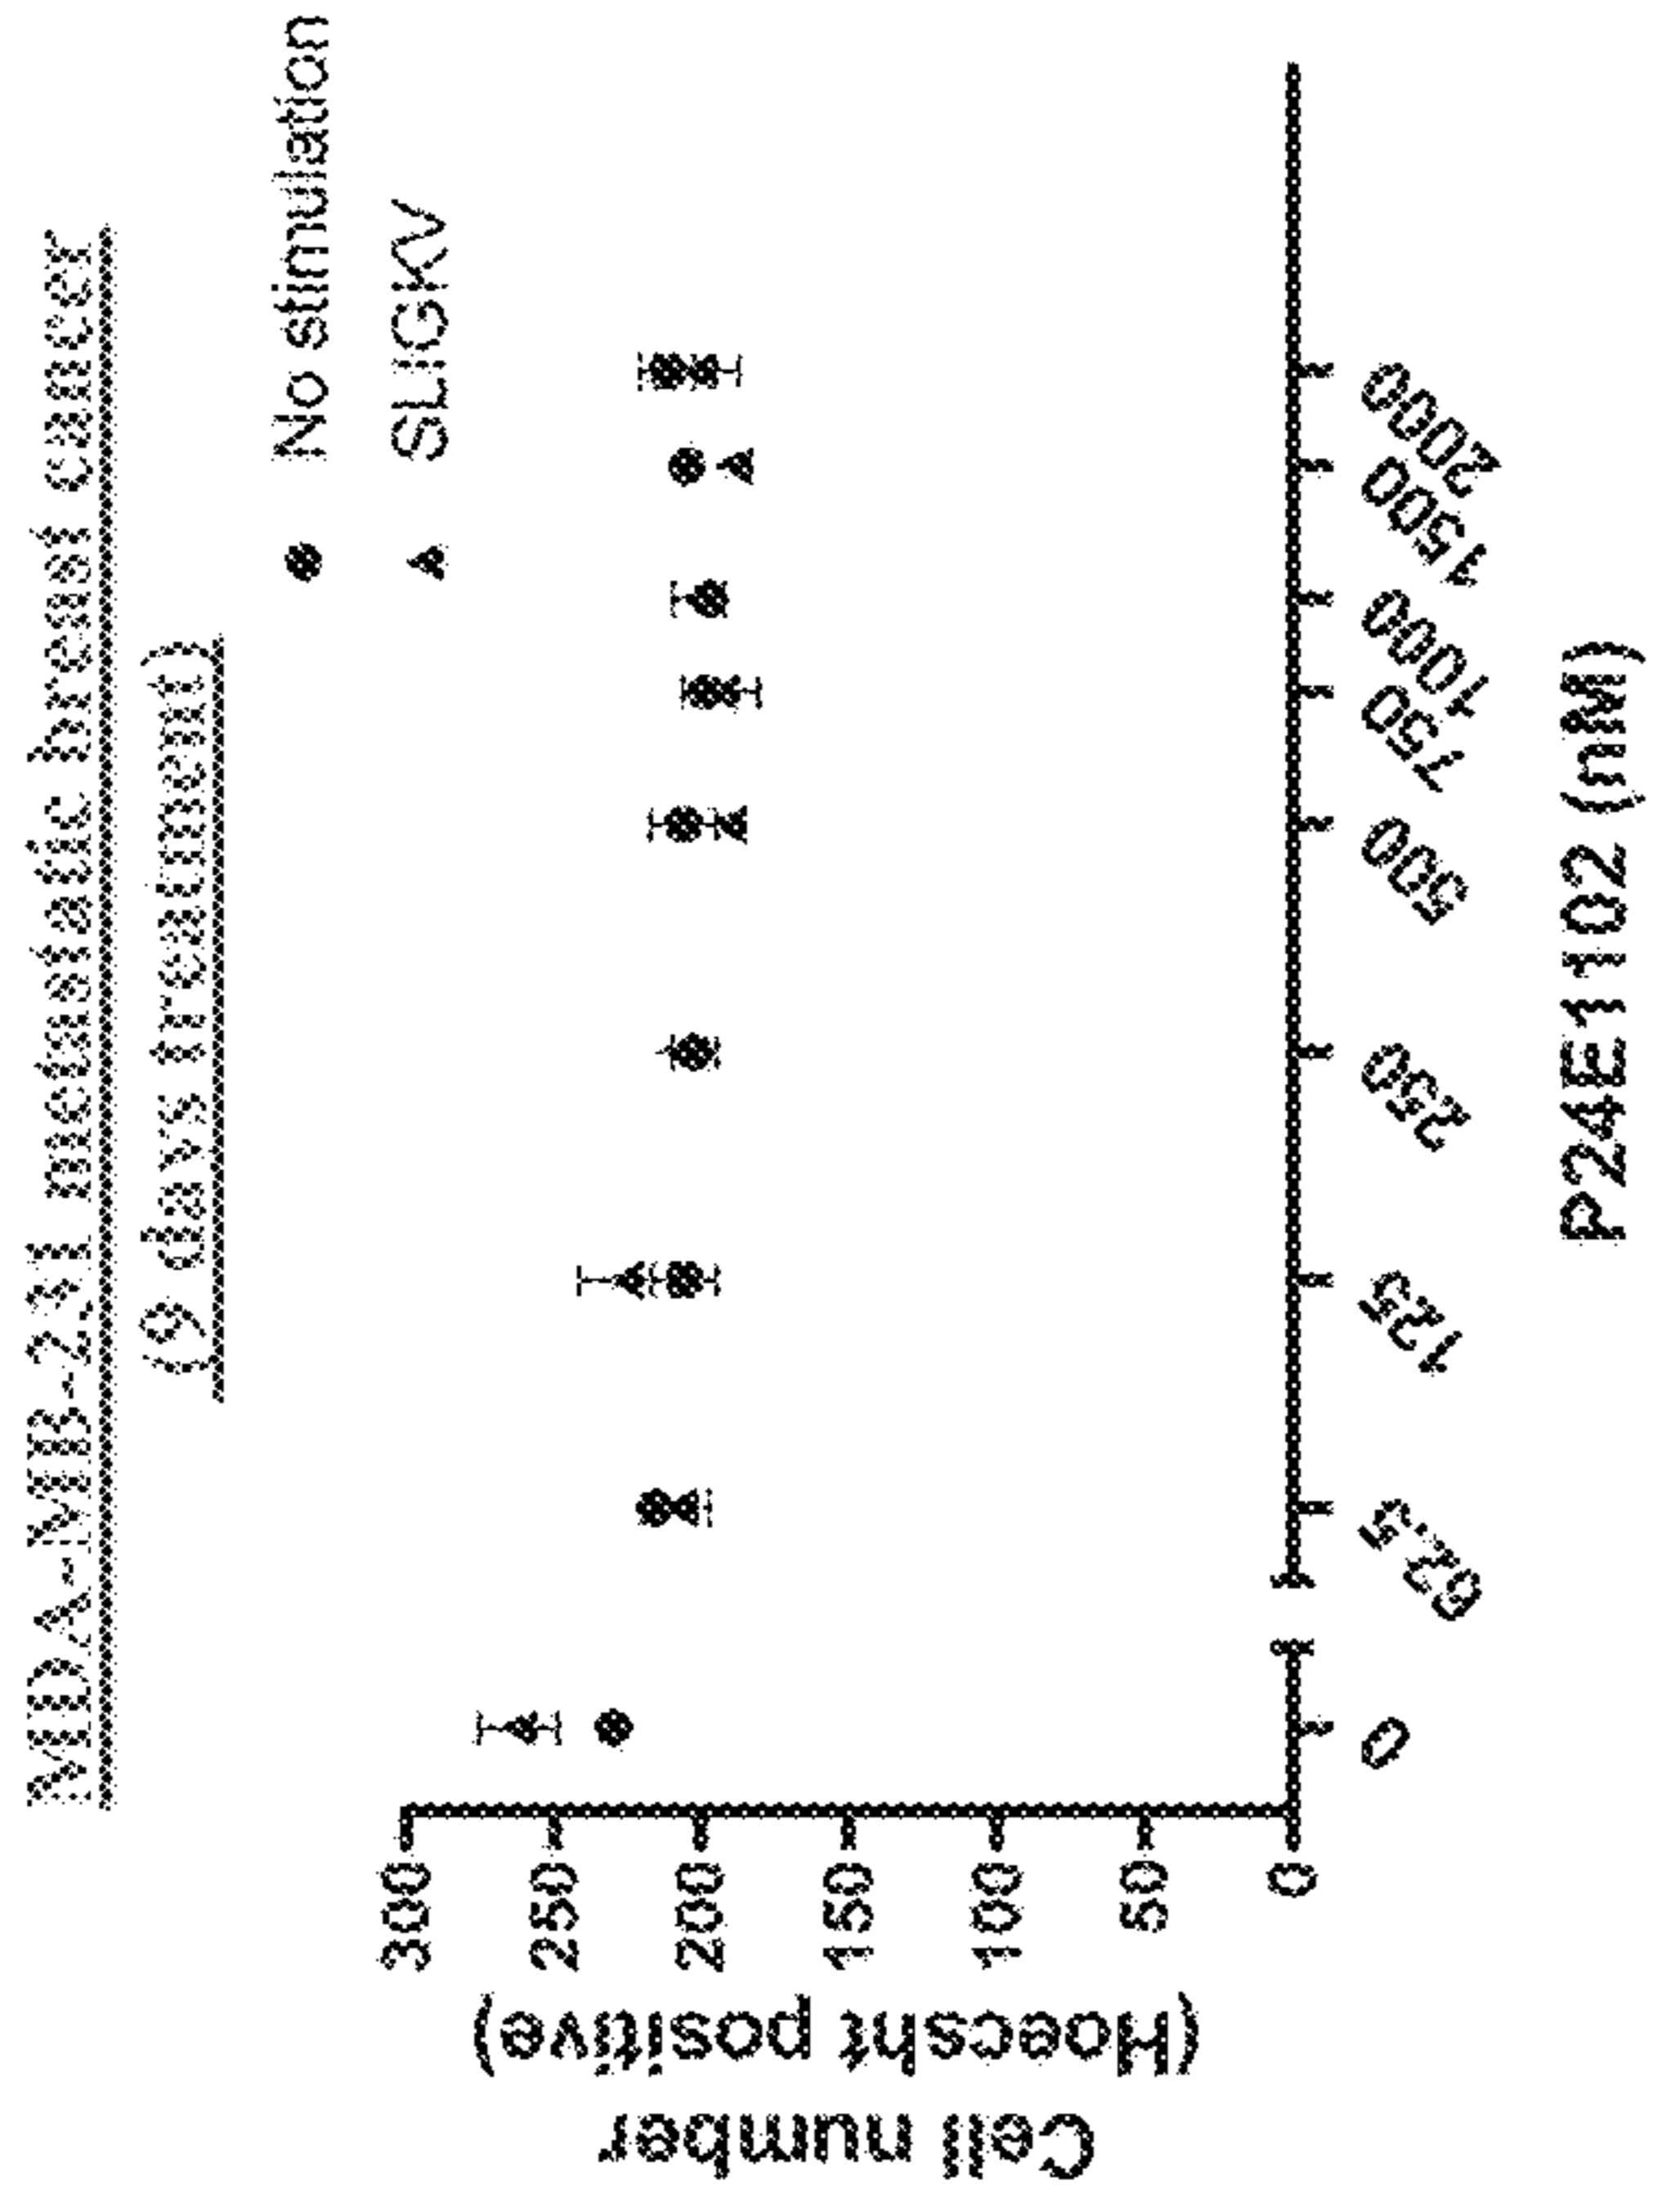 MDA-MB-231 metastatic breast cancer
(9 days treatment)
No stimulation
SLIGKV
Cell number
(Hoecsht positive)
300
250
200
150
100
50
0
0
62.5
125
250
500
750
1000
1500
2000
P24E1102 (nM)